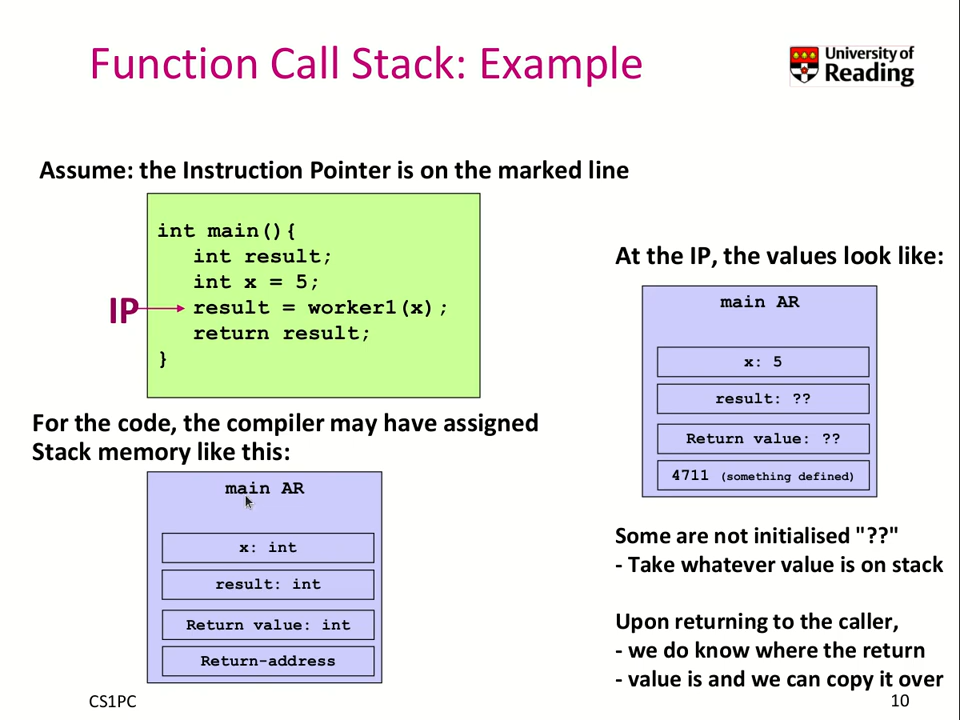 Function Call Stack: Example
University of
Reading
Assume: the Instruction Pointer is on the marked line
int main(){
int result;
int x = 5;
IP
result = worker1(x);
return result;
}
For the code, the compiler may have assigned
Stack memory like this:
main AR
x: int
result: int
Return value: int
Return-address
At the IP, the values look like:
main AR
x: 5
result: ??
Return value: ??
4711 (something defined)
Some are not initialised "??"
- Take whatever value is on stack
Upon returning to the caller,
- we do know where the return
- value is and we can copy it over
CS1PC
10